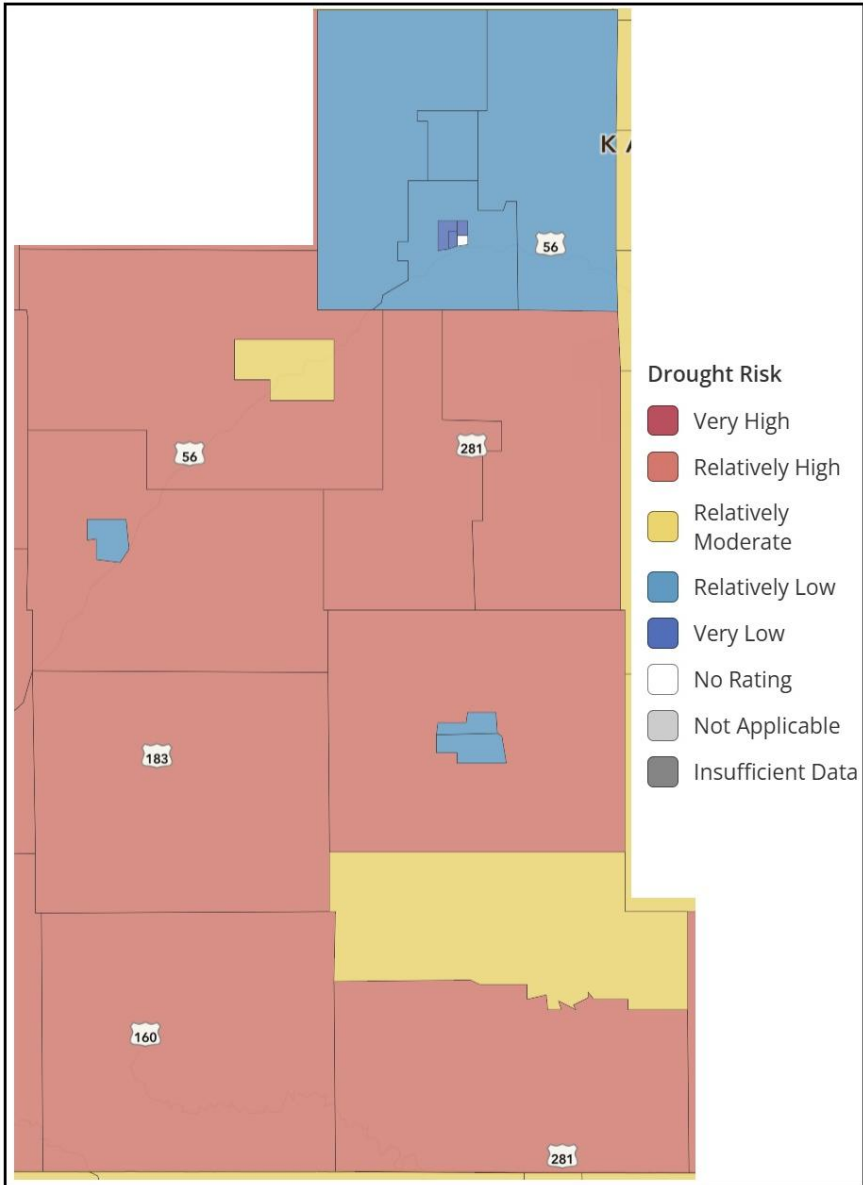 K A
56
56
281
183
160
281
Drought Risk
Very High
Relatively High
Relatively
Moderate
Relatively Low
Very Low
No Rating
Not Applicable
Insufficient Data